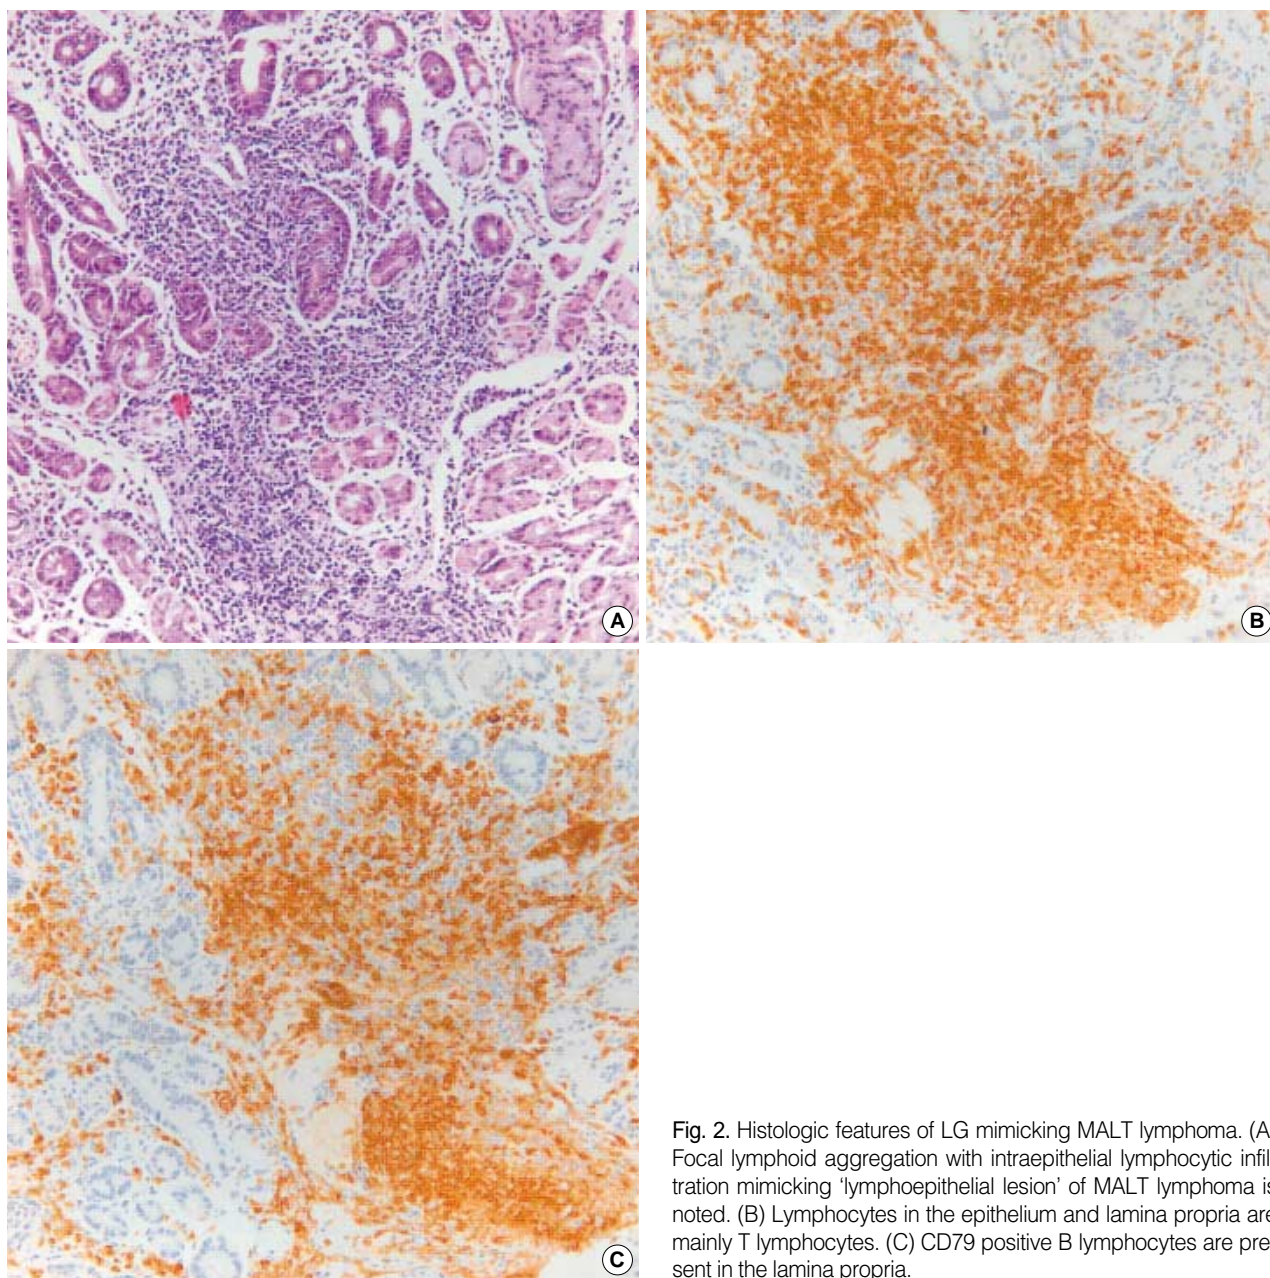 A
B
C
Fig. 2. Histologic features of LG mimicking MALT lymphoma. (A
Focal lymphoid aggregation with intraepithelial lymphocytic infil-
tration mimicking ‘lymphoepithelial lesion’ of MALT lymphoma is
noted. (B) Lymphocytes in the epithelium and lamina propria are
mainly T lymphocytes. (C) CD79 positive B lymphocytes are pre-
sent in the lamina propria.